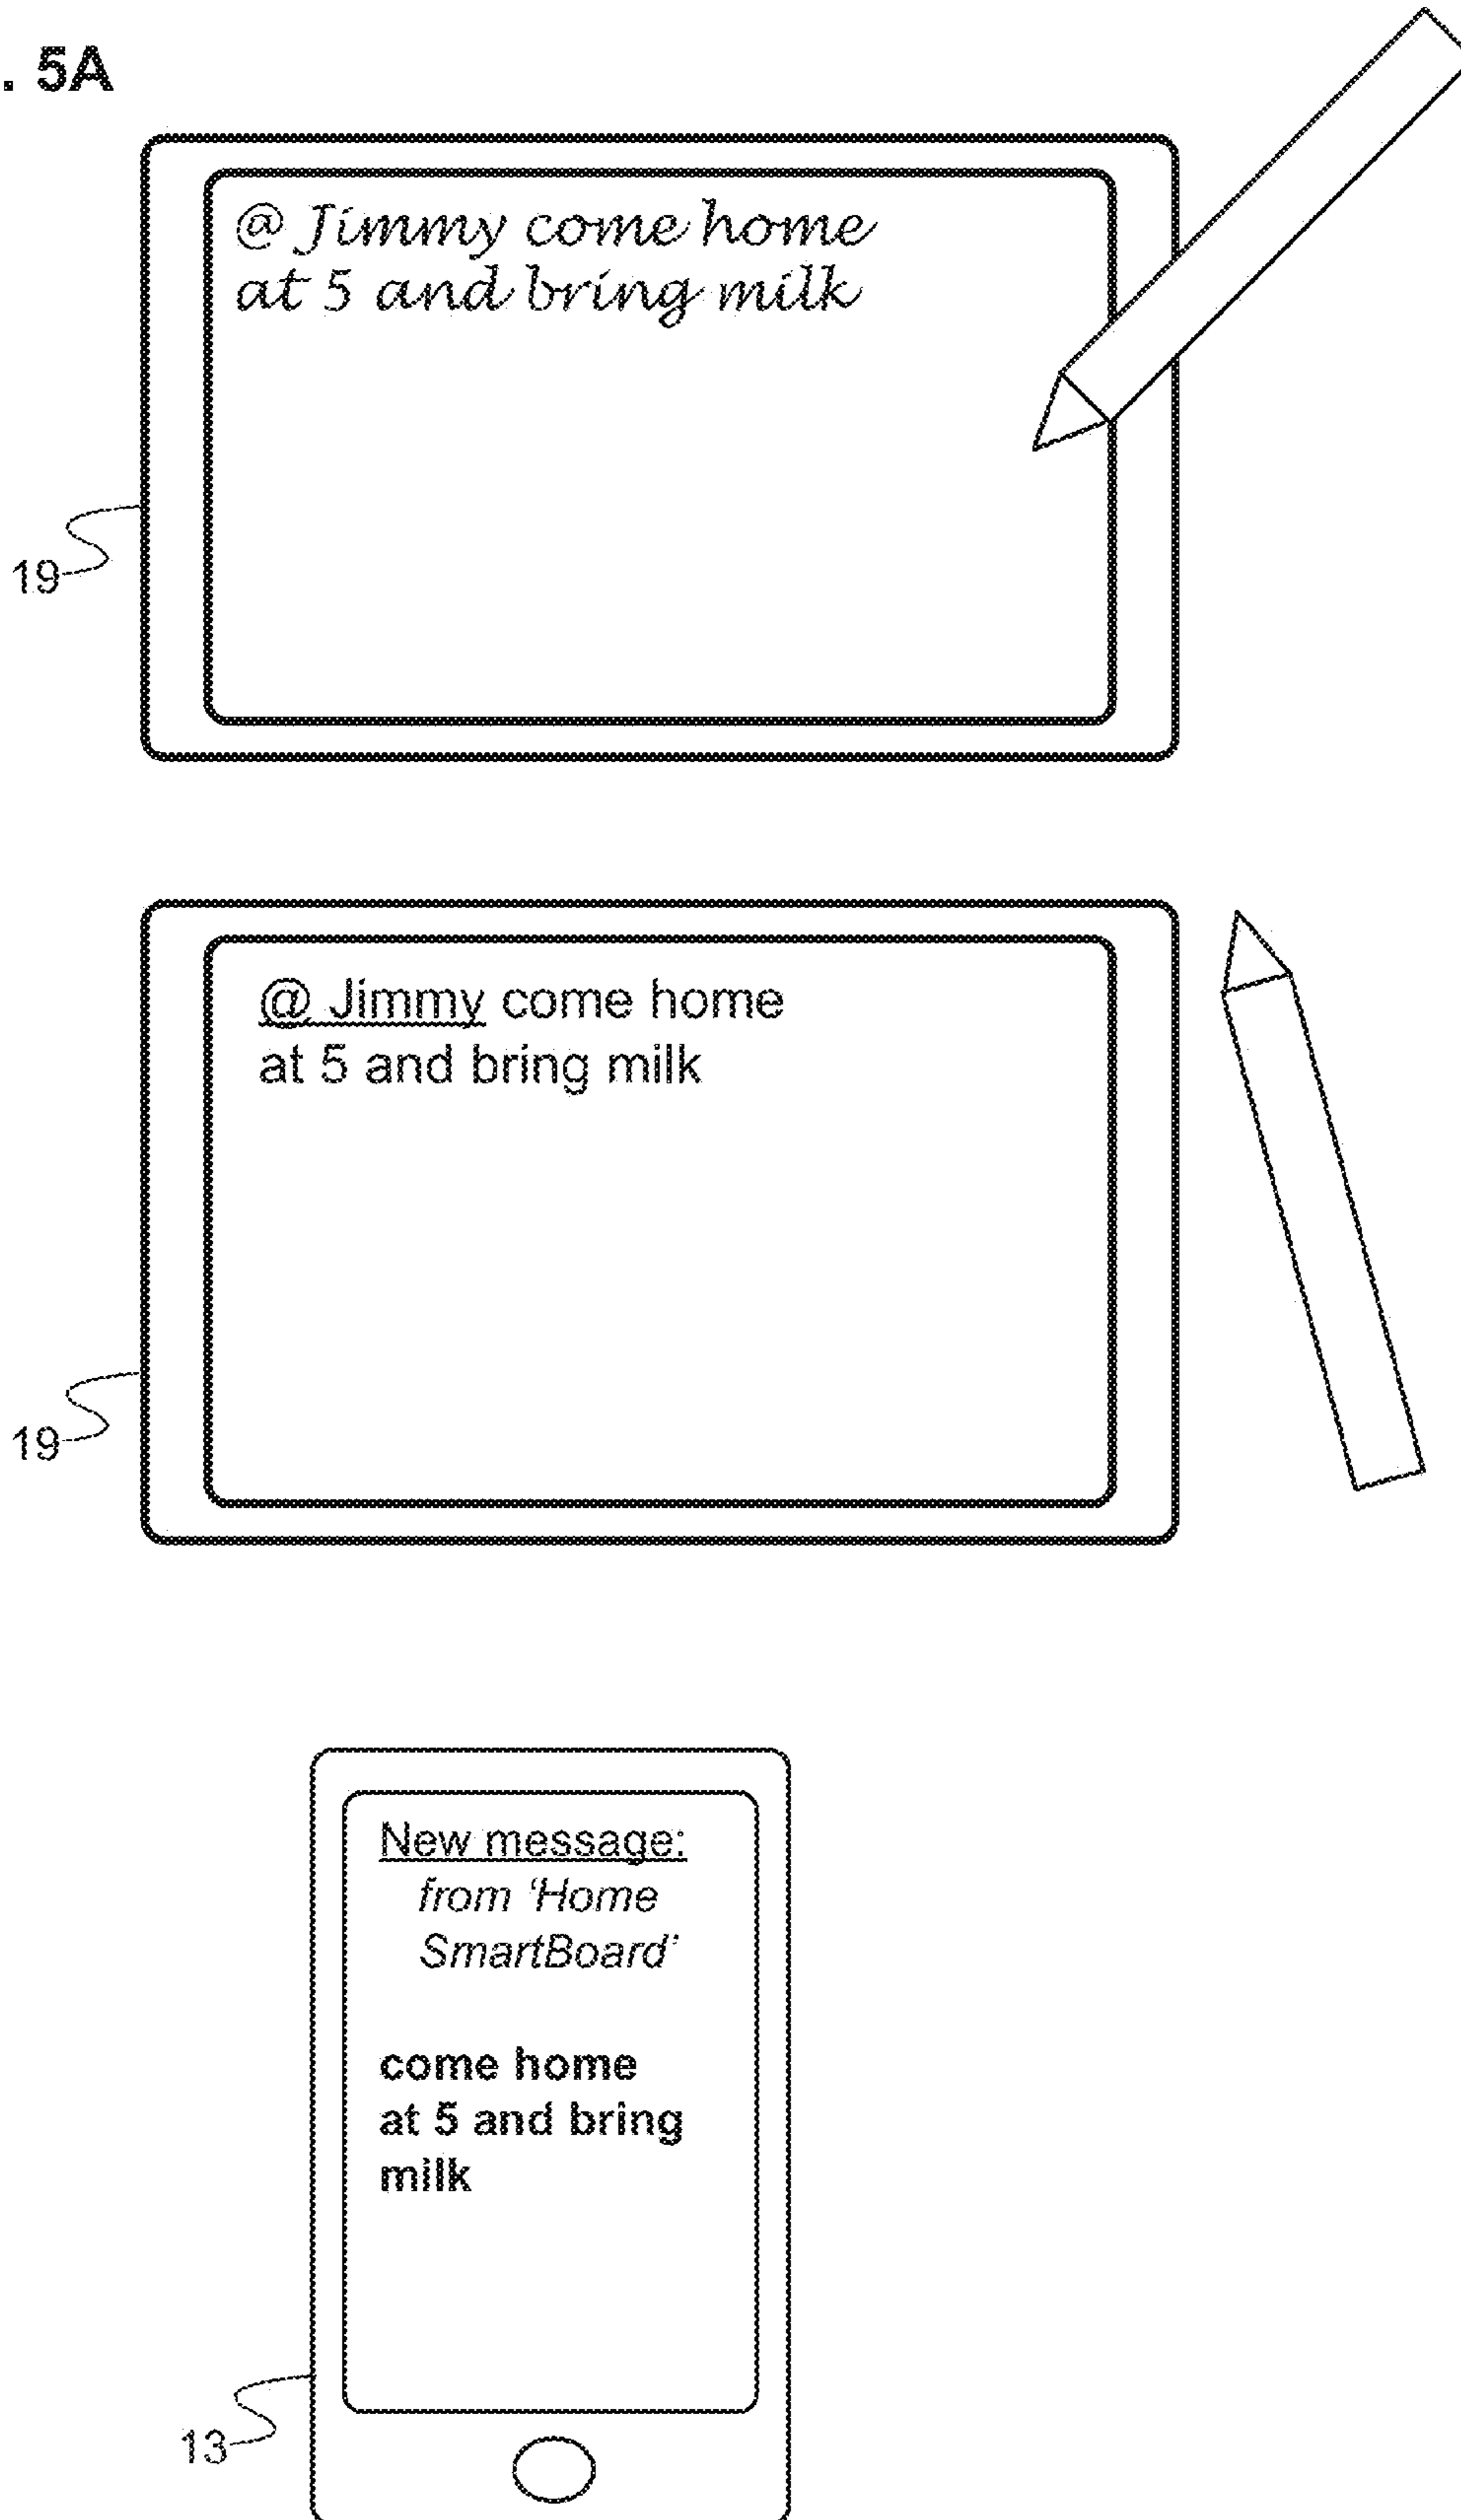 . 5A
@ Jimmy come home
at 5 and bring milk
19
@ Jimmy come home
at 5 and bring milk
19
New message:
from ‘Home
SmartBoard’
come home
at 5 and bring
milk
13